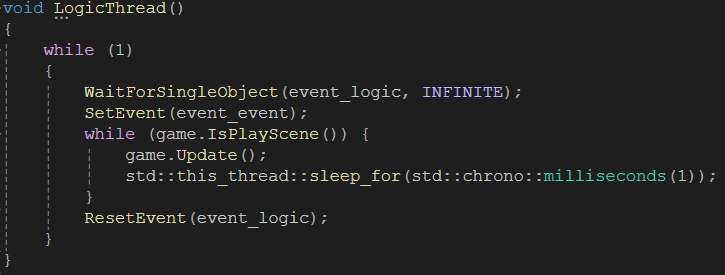 void LogicThread()
{
    while (1)
    {
        WaitForSingleObject(event_logic, INFINITE);
        SetEvent(event_event);
        while (game.IsPlayScene()) {
            game.Update();
            std::this_thread::sleep_for(std::chrono::milliseconds(1));
        }
        ResetEvent(event_logic);
    }
}